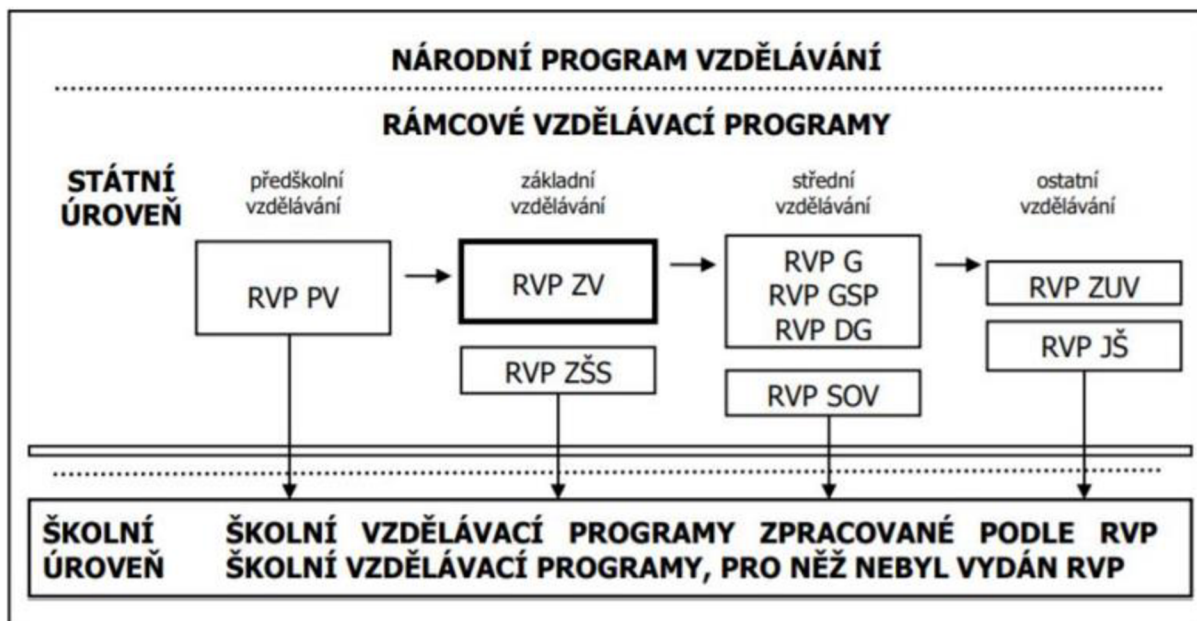 NÁRODNÍ PROGRAM VZDĚLÁVÁNÍ
RÁMCOVÉ VZDĚLÁVACÍ PROGRAMY
STÁTNÍ
ÚROVEŇ
předškolní
vzdělávání
základní
vzdělávání
střední
vzdělávání
ostatní
vzdělávání
RVP PV
RVP ZV
RVP ZŠS
RVP G
RVP GSP
RVP DG
RVP SOV
RVP ZUV
RVP JŠ
ŠKOLNÍ
ÚROVEŇ
ŠKOLNÍ VZDĚLÁVACÍ PROGRAMY ZPRACOVANÉ PODLE RVP
ŠKOLNÍ VZDĚLÁVACÍ PROGRAMY, PRO NĚŽ NEBYL VYDÁN RVP